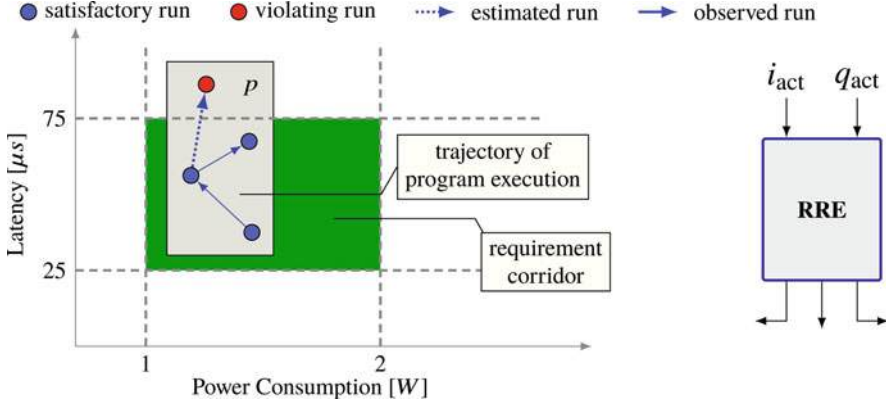 satisfactory run violating run estimated run observed run
p
i_act q_act
75
trajectory of
program execution
Latency [μs]
RRE
requirement
corridor
25
1 2
Power Consumption [W]